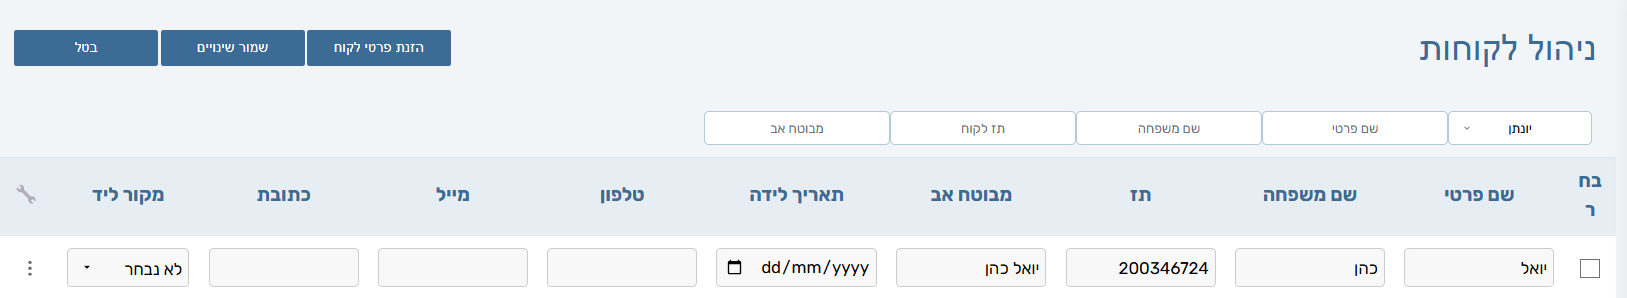 ניהול לקוחות
הזנת פרטי לקוח שמור שינויים בטל
יונתן שם פרטי שם משפחה תז לקוח מבוטח אב
בחר שם פרטי שם משפחה תז מבוטח אב תאריך לידה טלפון מייל כתובת מקור ליד
יואל כהן 200346724 יואל כהן dd/mm/yyyy לא נבחר